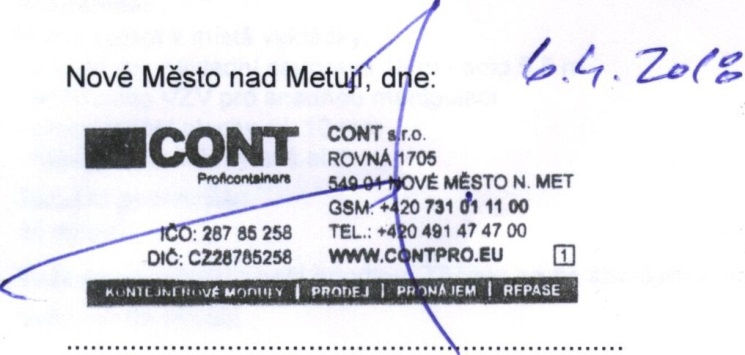 Nové Město nad Metují, dne: 6.4.2018
CONT
Proficontainers
IČO: 287 85 258
DIČ: CZ28785258
CONT s.r.o.
ROVNÁ 1705
549 01 NOVÉ MĚSTO N. MET
GSM: +420 731 01 11 00
TEL.: +420 491 47 47 00
WWW.CONTPRO.EU 1
KONTEJNEROVÉ MODULY | PRODEJ | PRONÁJEM | REPASE